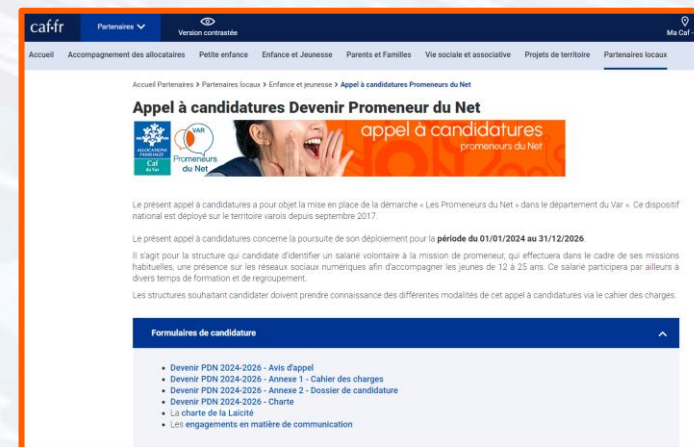 caf•fr
Partenaires
Version contrastée
Ma Caf -
Accueil Accompagnement des allocataires Petite enfance Enfance et Jeunesse Parents et Familles Vie sociale et associative Projets de territoire Partenaires locaux
Accueil Partenaires > Partenaires locaux > Enfance et jeunesse > Appel à candidatures Promeneurs du Net
Appel à candidatures Devenir Promeneur du Net
ALLOCATIONS
FAMILIALES
Caf
du Var
VAR
Promeneurs
du Net
appel à candidatures
promeneurs du Net
Le présent appel à candidatures a pour objet la mise en place de la démarche « Les Promeneurs du Net » dans le département du Var ». Ce dispositif
national est déployé sur le territoire varois depuis septembre 2017.
Le présent appel à candidatures concerne la poursuite de son déploiement pour la période du 01/01/2024 au 31/12/2026.
Il s'agit pour la structure qui candidate d'identifier un salarié volontaire à la mission de promeneur, qui effectuera dans le cadre de ses missions
habituelles, une présence sur les réseaux sociaux numériques afin d'accompagner les jeunes de 12 à 25 ans. Ce salarié participera par ailleurs à
divers temps de formation et de regroupement.
Les structures souhaitant candidater doivent prendre connaissance des différentes modalités de cet appel à candidatures via le cahier des charges.
Formulaires de candidature
• Devenir PDN 2024-2026 - Avis d'appel
• Devenir PDN 2024-2026 - Annexe 1 - Cahier des charges
• Devenir PDN 2024-2026 - Annexe 2 - Dossier de candidature
• Devenir PDN 2024-2026 - Charte
• La charte de la Laïcité
• Les engagements en matière de communication